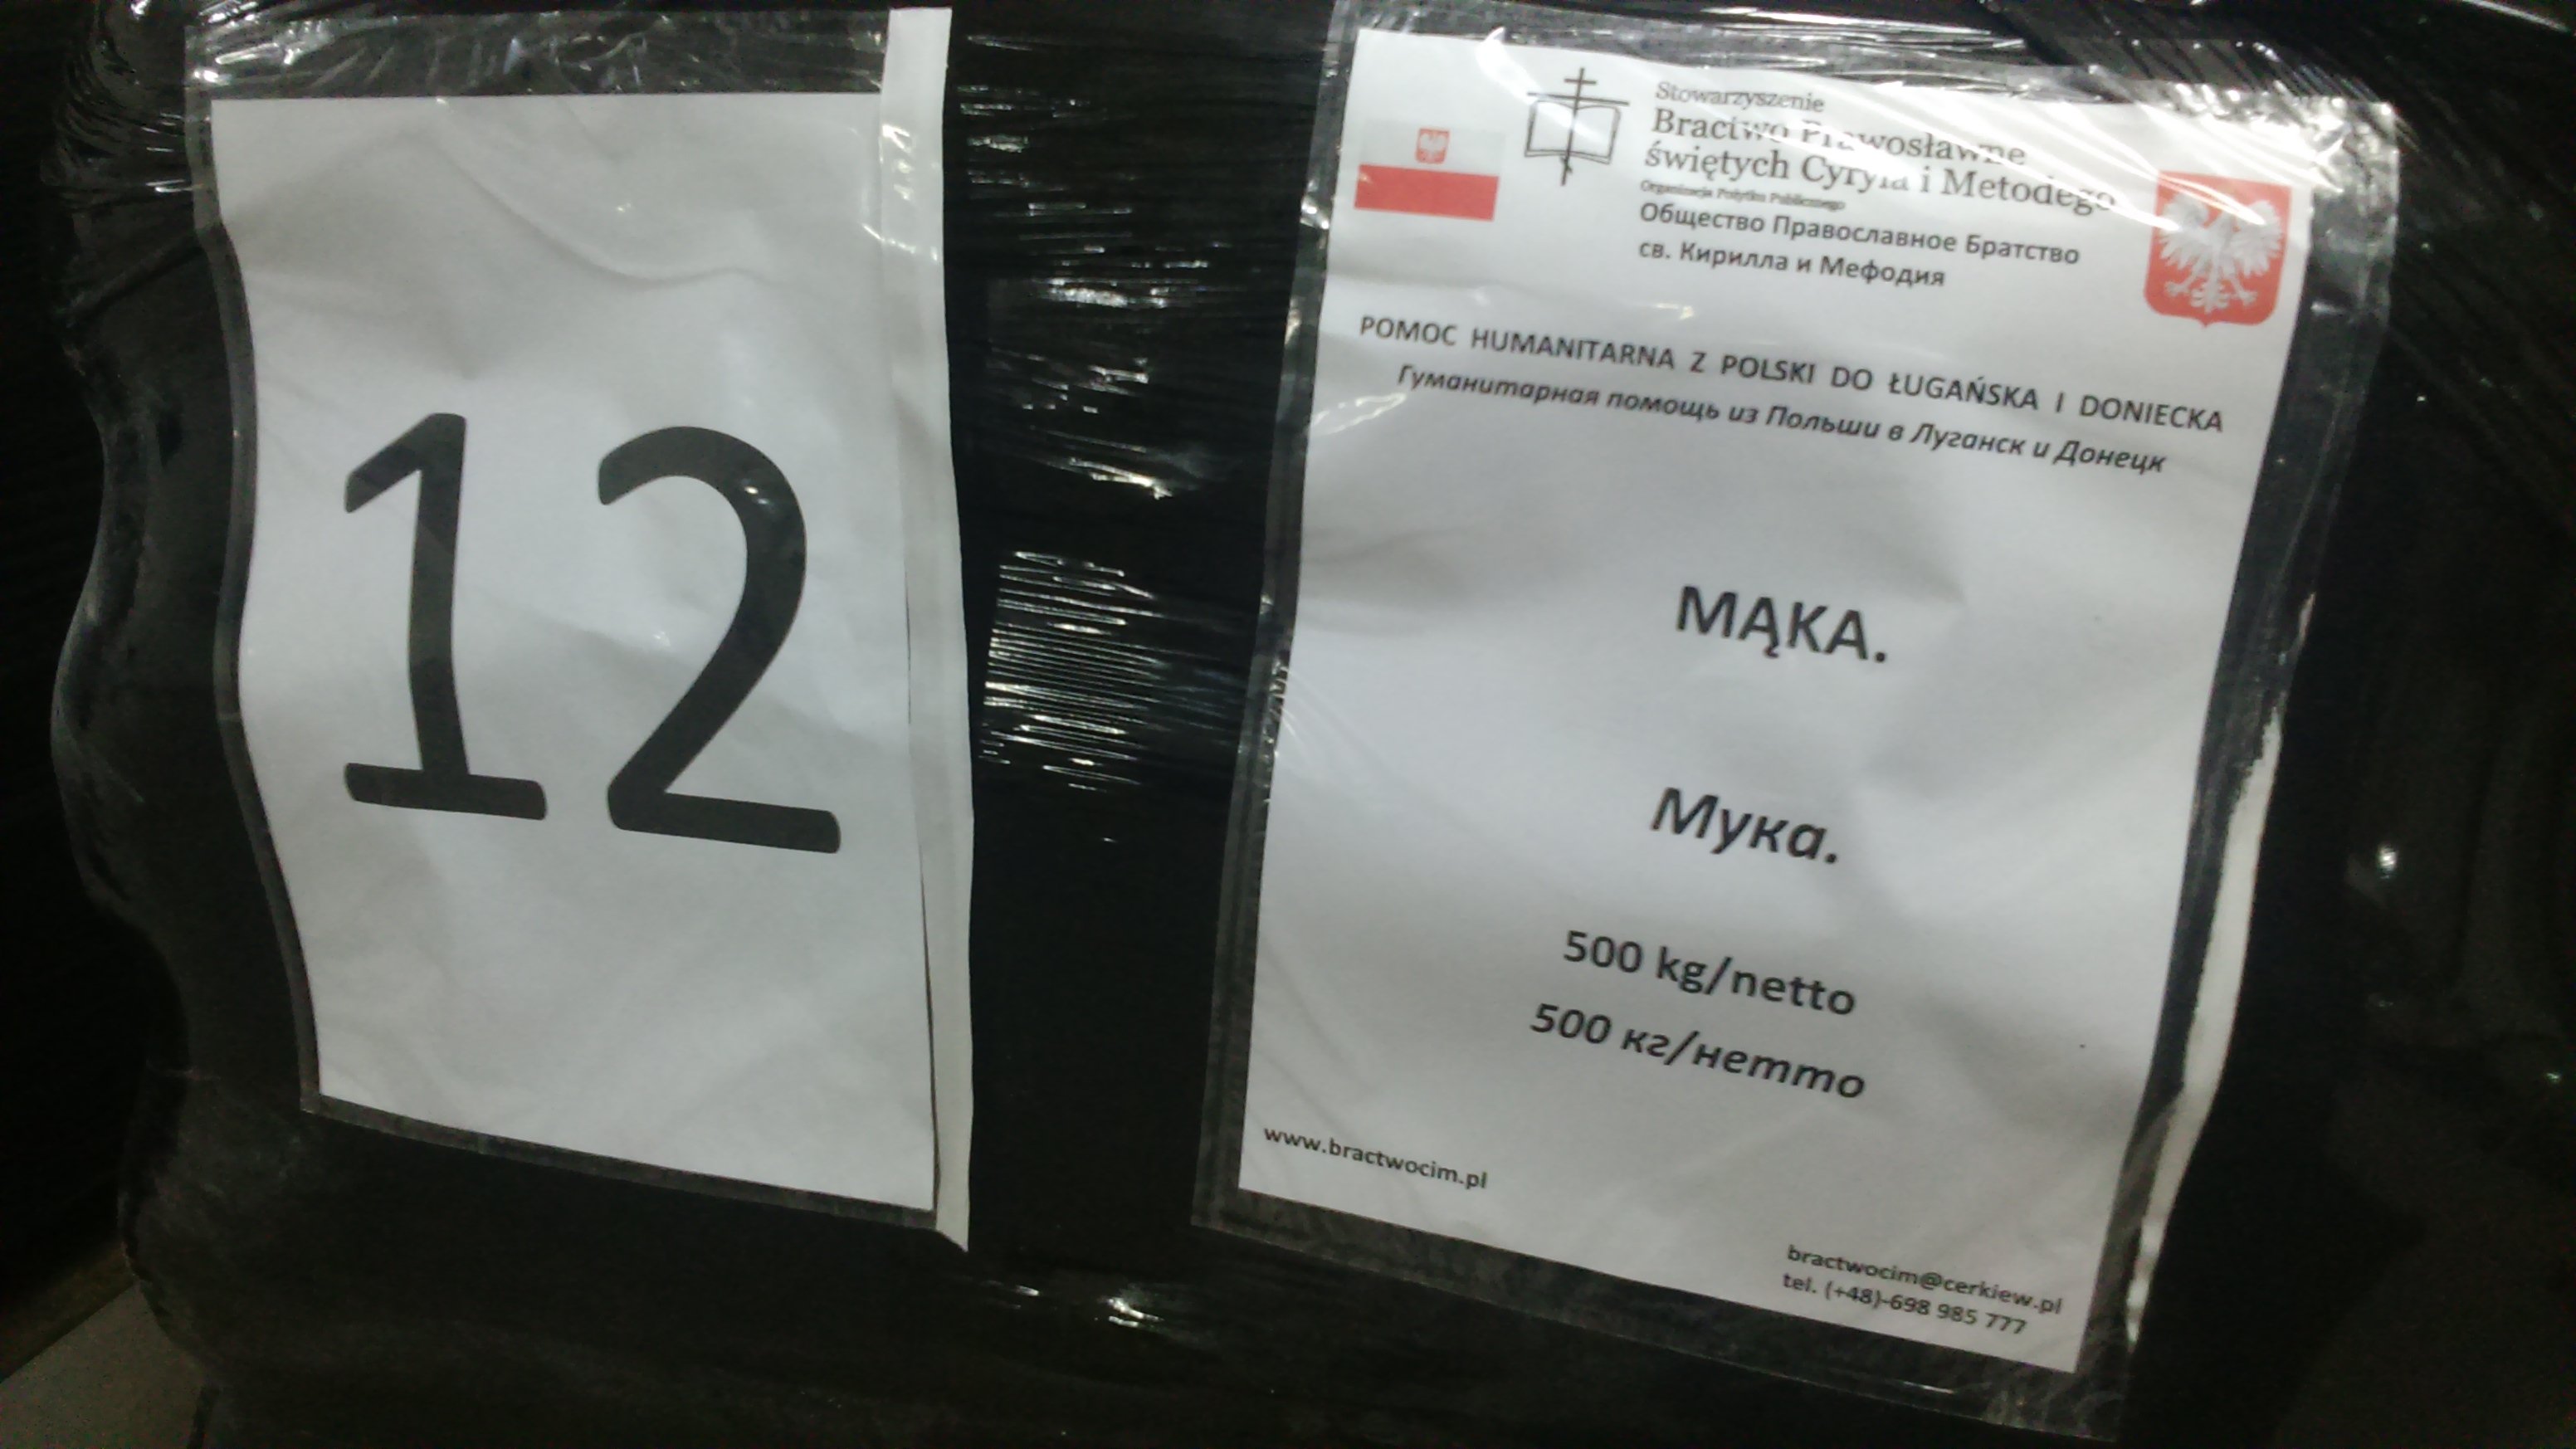 12
Stowarzyszenie
Bractwo Prawosławne
świętych Cyryla i Metodego
Organizacja Pożytku Publicznego
Общество Православное Братство
св. Кирилла и Мефодия
POMOC HUMANITARNA Z POLSKI DO ŁUGAŃSKA I DONIECKA
Гуманитарная помощь из Польши в Луганск и Донецк
MĄKA.
Мука.
500 kg/netto
500 кг/нетто
www.bractwocim.pl
bractwocim@cerkiew.pl
tel. (+48)-698 985 777